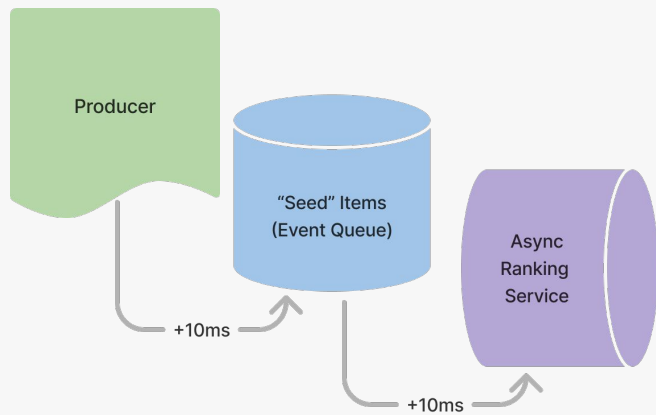 Producer
“Seed” Items
(Event Queue)
Async
Ranking
Service
+10ms
+10ms